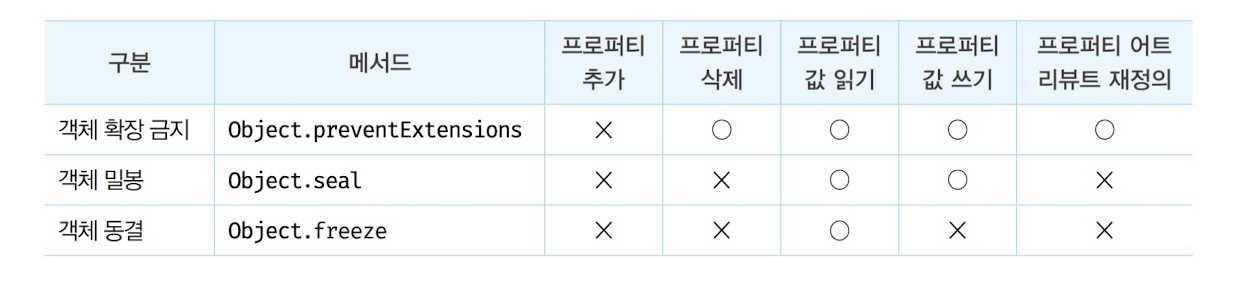 구분 메서드 프로퍼티 추가 프로퍼티 삭제 프로퍼티 값 읽기 프로퍼티 값 쓰기 프로퍼티 어트리뷰트 재정의
객체 확장 금지 Object.preventExtensions × ○ ○ ○ ○
객체 밀봉 Object.seal × × ○ ○ ×
객체 동결 Object.freeze × × ○ × ×